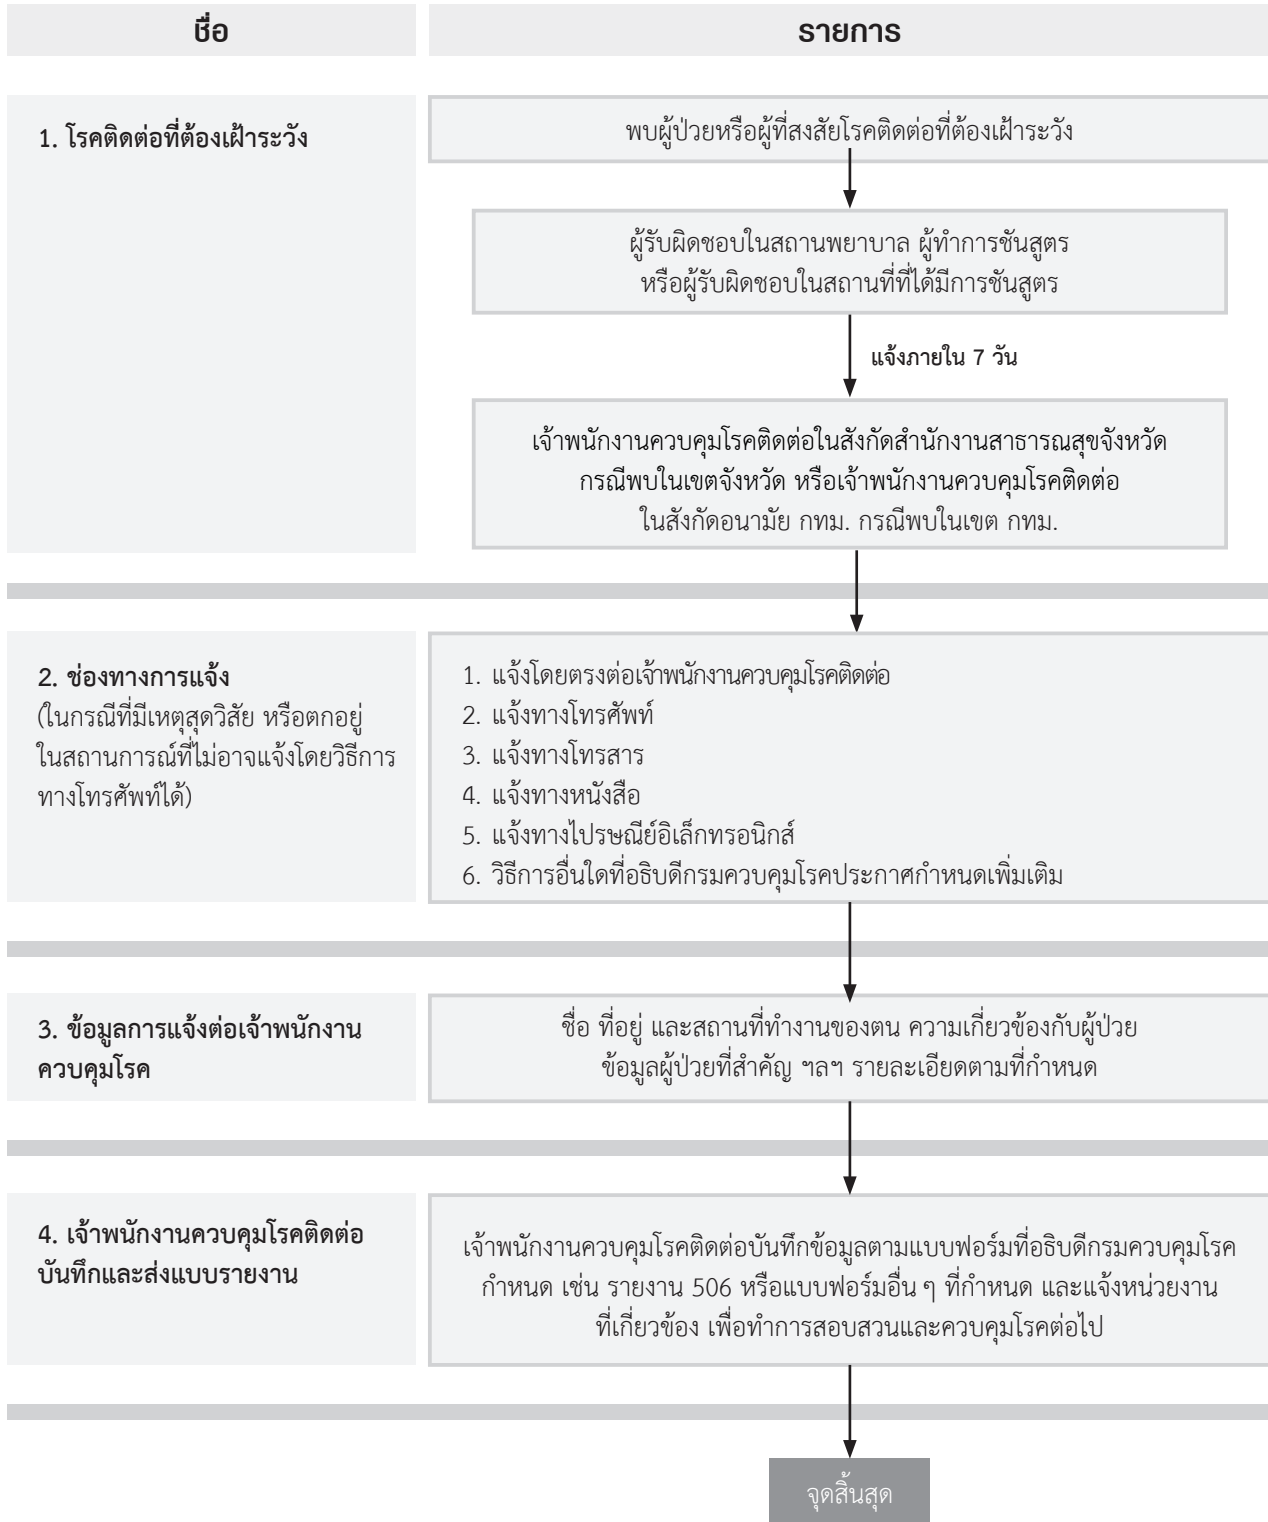 ชื่อ
รายการ
1. โรคติดต่อที่ต้องเฝ้าระวัง
พบผู้ป่วยหรือผู้ที่สงสัยโรคติดต่อที่ต้องเฝ้าระวัง
ผู้รับผิดชอบในสถานพยาบาล ผู้ทำการชันสูตร
หรือผู้รับผิดชอบในสถานที่ที่ได้มีการชันสูตร
แจ้งภายใน 7 วัน
เจ้าพนักงานควบคุมโรคติดต่อในสังกัดสำนักงานสาธารณสุขจังหวัด
กรณีพบในเขตจังหวัด หรือเจ้าพนักงานควบคุมโรคติดต่อ
ในสังกัดอนามัย กทม. กรณีพบในเขต กทม.
2. ช่องทางการแจ้ง
(ในกรณีที่มีเหตุสุดวิสัย หรือตกอยู่
ในสถานการณ์ที่ไม่อาจแจ้งโดยวิธีการ
ทางโทรศัพท์ได้)
1. แจ้งโดยตรงต่อเจ้าพนักงานควบคุมโรคติดต่อ
2. แจ้งทางโทรศัพท์
3. แจ้งทางโทรสาร
4. แจ้งทางหนังสือ
5. แจ้งทางไปรษณีย์อิเล็กทรอนิกส์
6. วิธีการอื่นใดที่อธิบดีกรมควบคุมโรคประกาศกำหนดเพิ่มเติม
3. ข้อมูลการแจ้งต่อเจ้าพนักงาน
ควบคุมโรค
ชื่อ ที่อยู่ และสถานที่ทำงานของตน ความเกี่ยวข้องกับผู้ป่วย
ข้อมูลผู้ป่วยที่สำคัญ ฯลฯ รายละเอียดตามที่กำหนด
4. เจ้าพนักงานควบคุมโรคติดต่อ
บันทึกและส่งแบบรายงาน
เจ้าพนักงานควบคุมโรคติดต่อบันทึกข้อมูลตามแบบฟอร์มที่อธิบดีกรมควบคุมโรค
กำหนด เช่น รายงาน 506 หรือแบบฟอร์มอื่น ๆ ที่กำหนด และแจ้งหน่วยงาน
ที่เกี่ยวข้อง เพื่อทำการสอบสวนและควบคุมโรคต่อไป
จุดสิ้นสุด